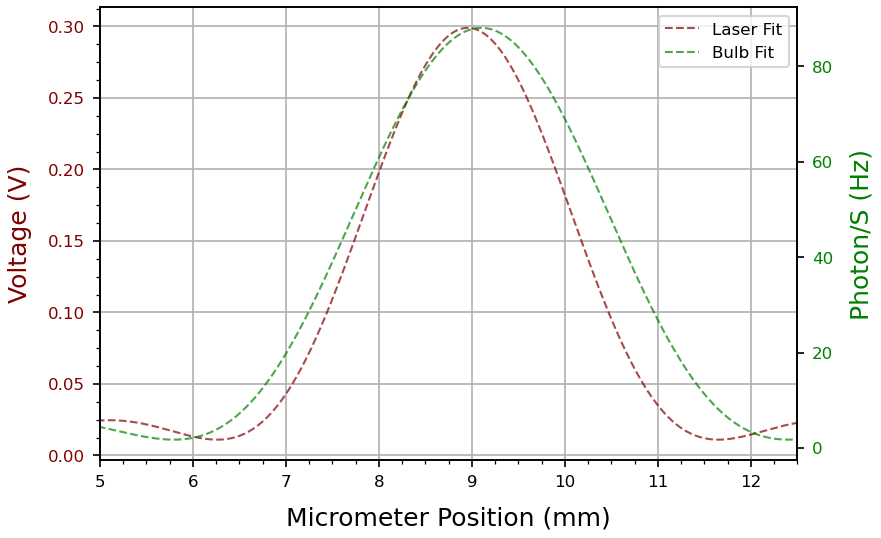 Laser Fit
Bulb Fit
0.30
0.25
0.20
0.15
0.10
0.05
0.00
Voltage (V)
80
60
40
20
0
Photon/S (Hz)
5 6 7 8 9 10 11 12
Micrometer Position (mm)